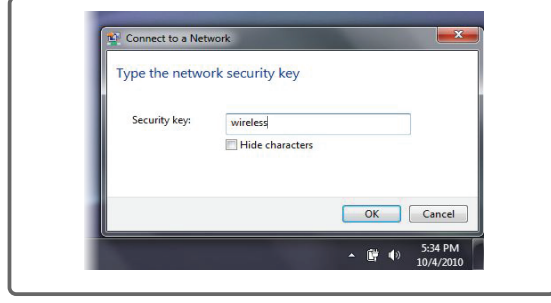 Connect to a Network
Type the network security key
Security key:
wireless
Hide characters
OK
Cancel
5:34 PM
10/4/2010